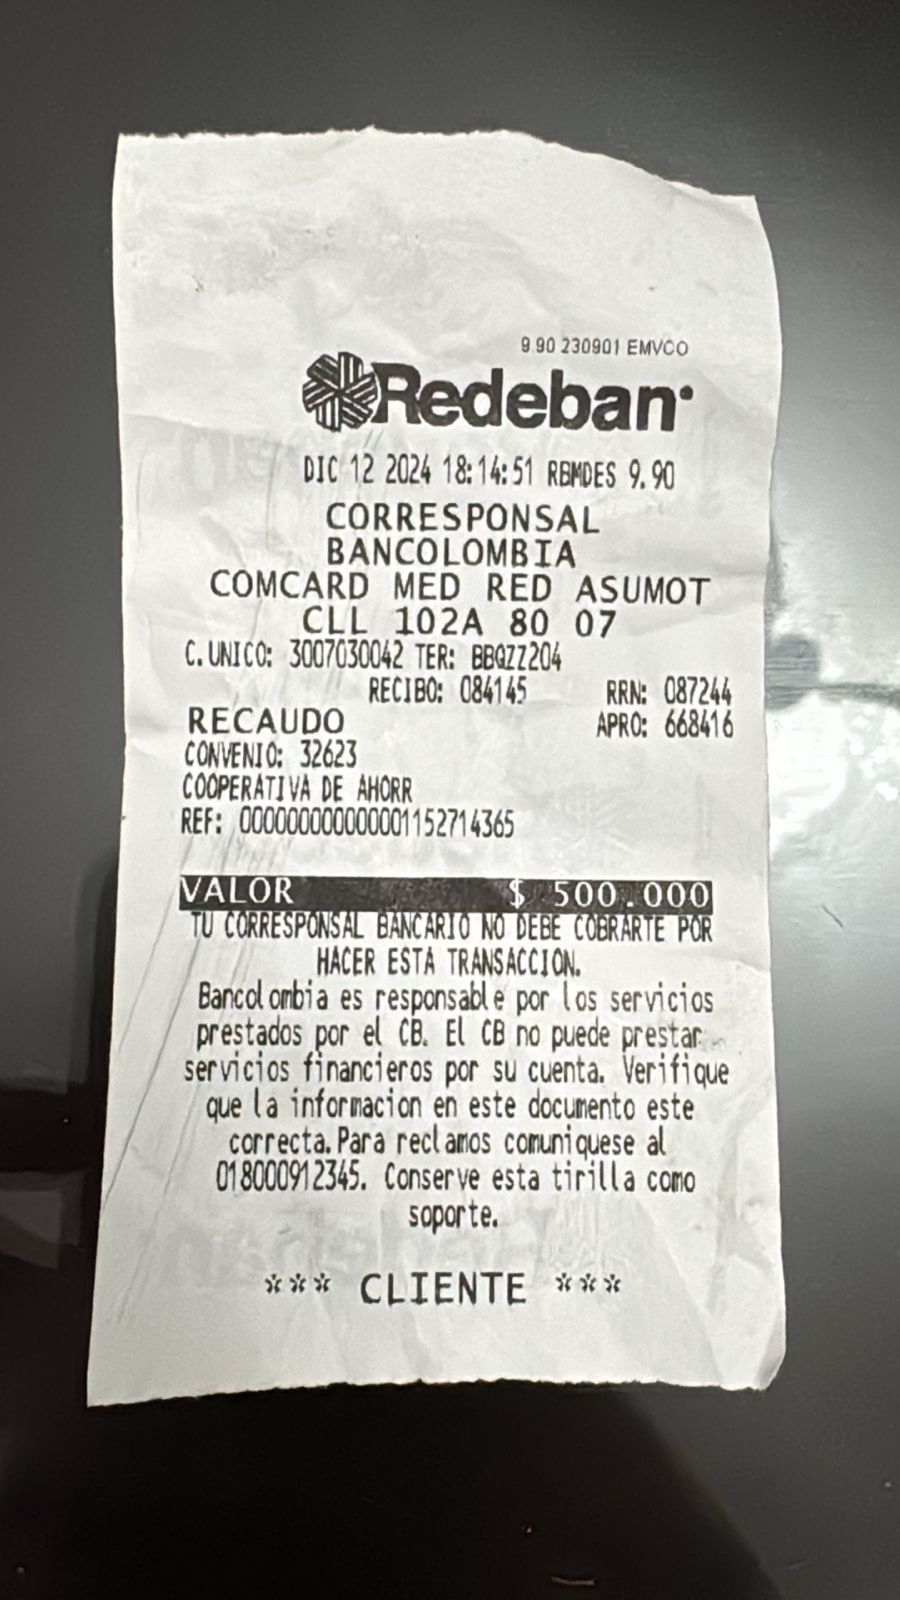 9.90 230901 EMVCO
Redeban
DIC 12 2024 18:14:51 RBMDES 9.90
CORRESPONSAL
BANCOLOMBIA
COMCARD MED RED ASUMOT
CLL 102A 80 07
C.UNICO: 3007030042 TER: BBQZZ204
RECIBO: 084145 RRN: 087244
RECAUDO APRO: 668416
CONVENIO: 32623
COOPERATIVA DE AHORR
REF: 00000000000001152714365
VALOR $ 500.000
TU CORRESPONSAL BANCARIO NO DEBE COBRARTE POR
HACER ESTA TRANSACCION.
Bancolombia es responsable por los servicios
prestados por el CB. El CB no puede prestar
servicios financieros por su cuenta. Verifique
que la informacion en este documento este
correcta. Para reclamos comuniquese al
018000912345. Conserve esta tirilla como
soporte.
*** CLIENTE ***